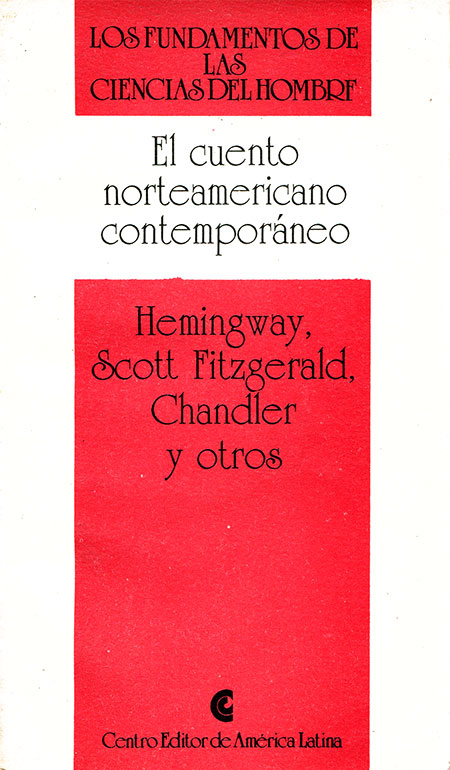 LOS FUNDAMENTOS DE
LAS
CIENCIAS DEL HOMBRE
El cuento
norteamericano
contemporáneo
Hemingway,
Scott Fitzgerald,
Chandler
y otros
Centro Editor de América Latina